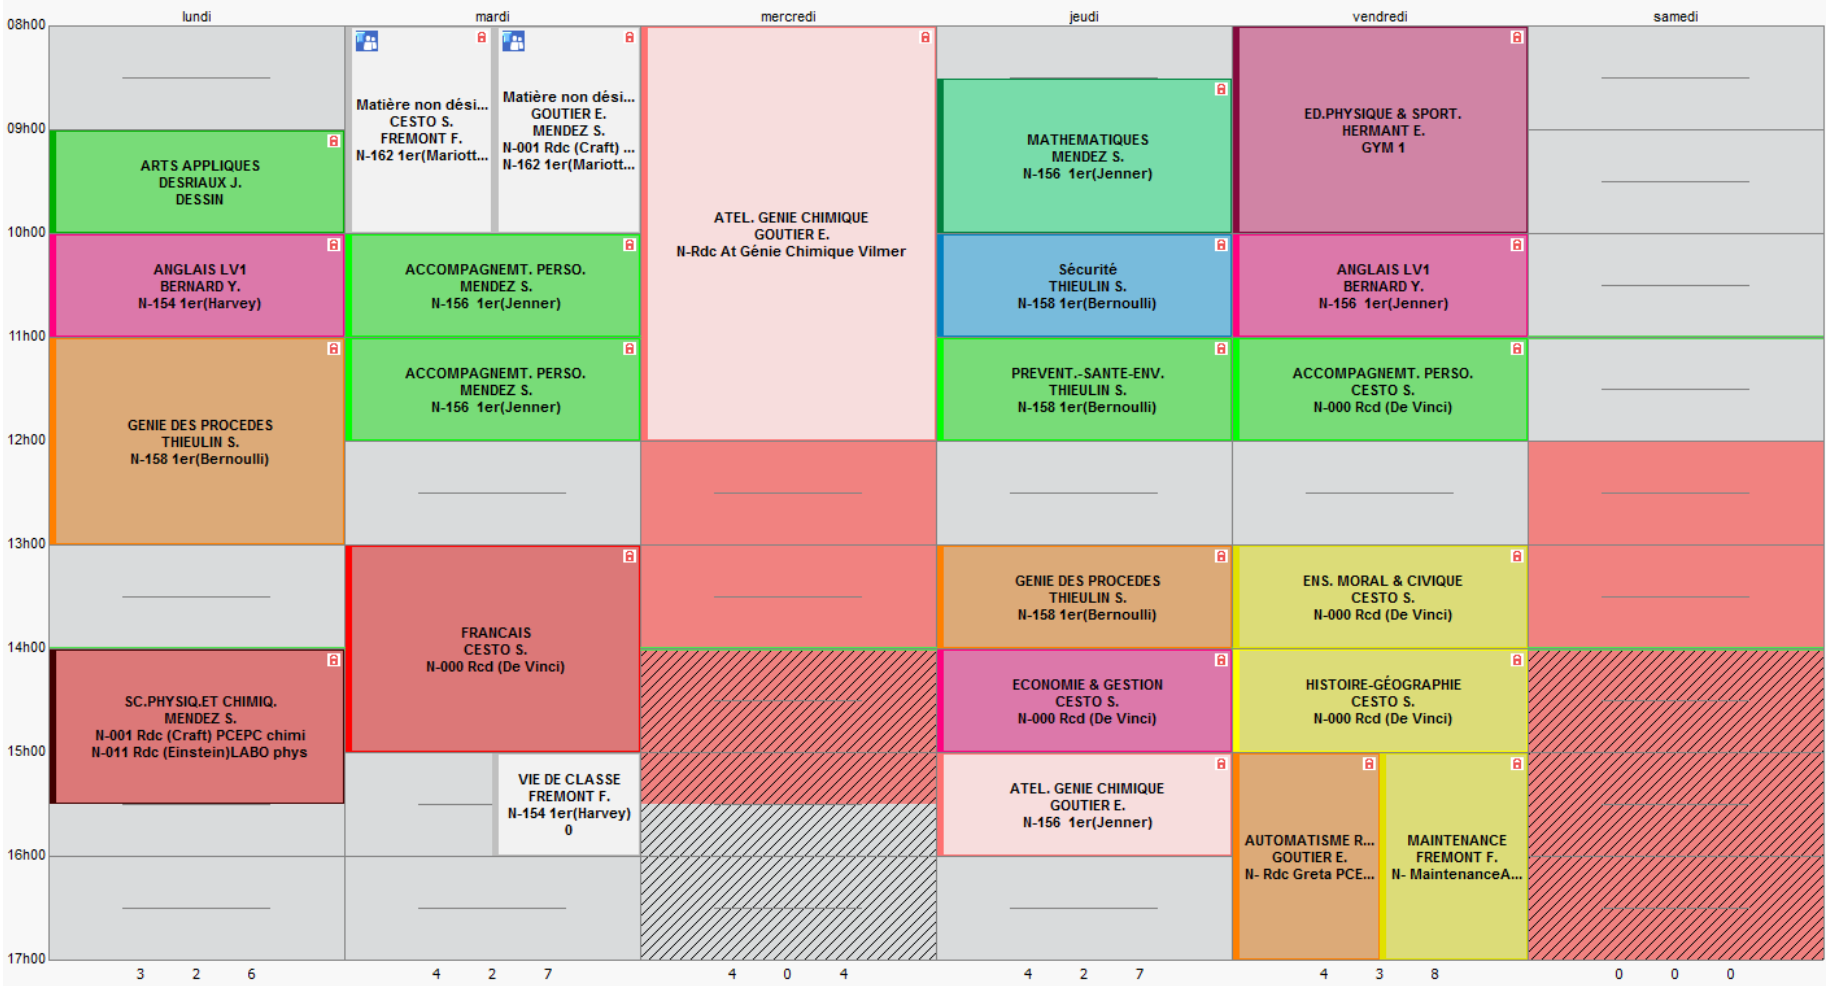 lundi
mardi
mercredi
jeudi
vendredi
samedi
08h00
09h00
10h00
11h00
12h00
13h00
14h00
15h00
16h00
17h00
ARTS APPLIQUES
DESRIAUX J.
DESSIN
ANGLAIS LV1
BERNARD Y.
N-154 1er(Harvey)
GENIE DES PROCEDES
THIEULIN S.
N-158 1er(Bernoulli)
SC.PHYSIQ.ET CHIMIQ.
MENDEZ S.
N-001 Rdc (Craft) PCEPC chimi
N-011 Rdc (Einstein)LABO phys
Matière non dési...
CESTO S.
FREMONT F.
N-162 1er(Mariott...
Matière non dési...
GOUTIER E.
MENDEZ S.
N-001 Rdc (Craft) ...
N-162 1er(Mariott...
ACCOMPAGNEMT. PERSO.
MENDEZ S.
N-156 1er(Jenner)
ACCOMPAGNEMT. PERSO.
MENDEZ S.
N-156 1er(Jenner)
FRANCAIS
CESTO S.
N-000 Rcd (De Vinci)
VIE DE CLASSE
FREMONT F.
N-154 1er(Harvey)
0
ATEL. GENIE CHIMIQUE
GOUTIER E.
N-Rdc At Génie Chimique Vilmer
MATHEMATIQUES
MENDEZ S.
N-156 1er(Jenner)
Sécurité
THIEULIN S.
N-158 1er(Bernoulli)
PREVENT.-SANTE-ENV.
THIEULIN S.
N-158 1er(Bernoulli)
GENIE DES PROCEDES
THIEULIN S.
N-158 1er(Bernoulli)
ECONOMIE & GESTION
CESTO S.
N-000 Rcd (De Vinci)
ATEL. GENIE CHIMIQUE
GOUTIER E.
N-156 1er(Jenner)
ED.PHYSIQUE & SPORT.
HERMANT E.
GYM 1
ANGLAIS LV1
BERNARD Y.
N-156 1er(Jenner)
ACCOMPAGNEMT. PERSO.
CESTO S.
N-000 Rcd (De Vinci)
ENS. MORAL & CIVIQUE
CESTO S.
N-000 Rcd (De Vinci)
HISTOIRE-GÉOGRAPHIE
CESTO S.
N-000 Rcd (De Vinci)
AUTOMATISME R...
GOUTIER E.
N- Rdc Greta PCE...
MAINTENANCE
FREMONT F.
N- MaintenanceA...
3 2 6
4 2 7
4 0 4
4 2 7
4 3 8
0 0 0